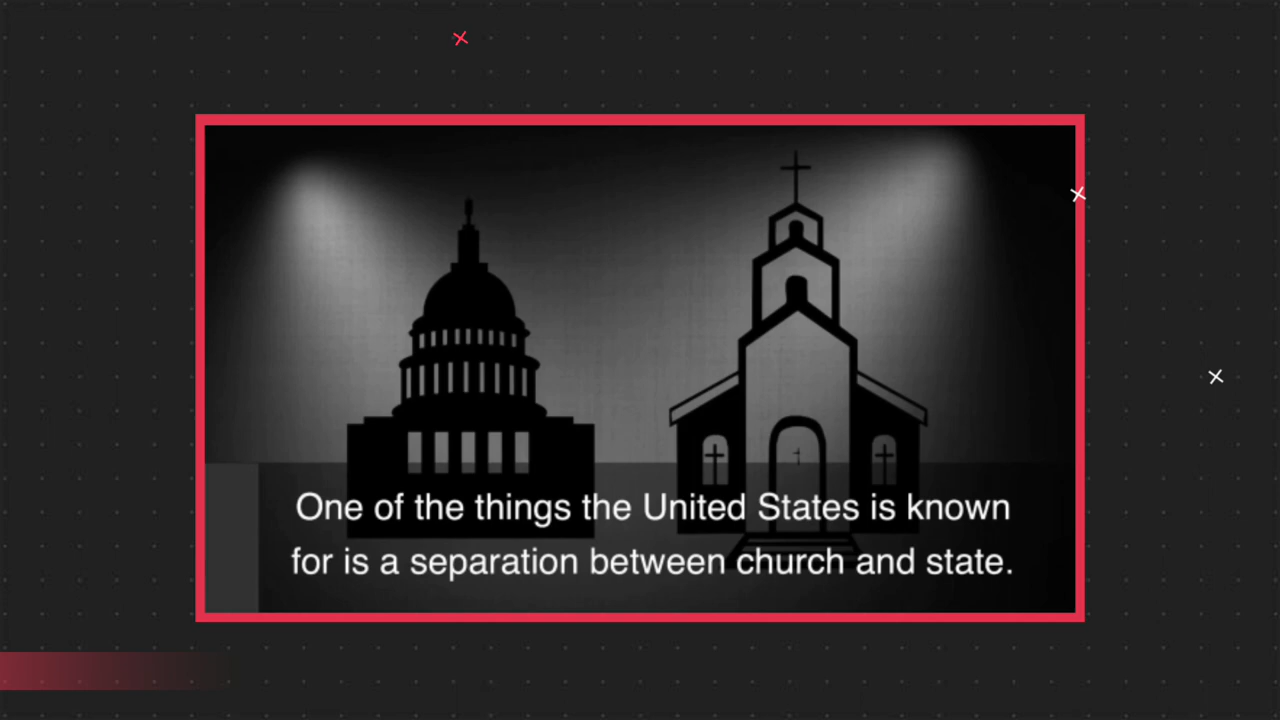 One of the things the United States is known
for is a separation between church and state.